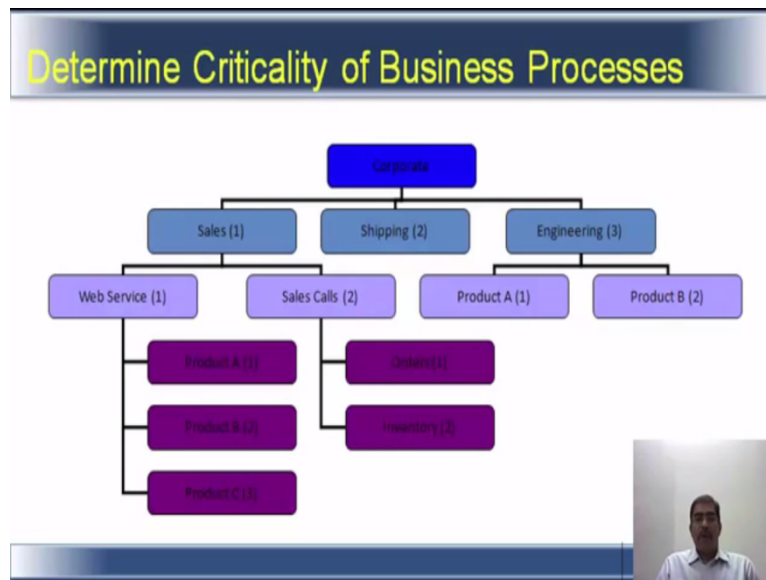 Determine Criticality of Business Processes
Corporate
Sales (1)
Shipping (2)
Engineering (3)
Web Service (1)
Sales Calls (2)
Product A (1)
Product B (2)
Product A (1)
Orders (1)
Product B (2)
Inventory (2)
Product C (3)